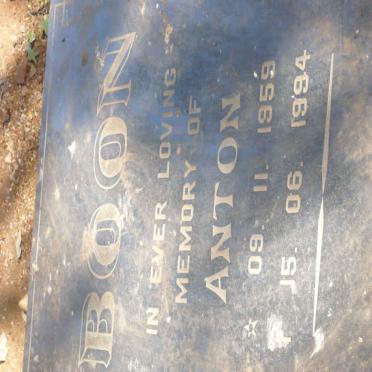 BOON
IN EVER LOVING
MEMORY OF
ANTON
09. 11. 1959
15. 06. 1994